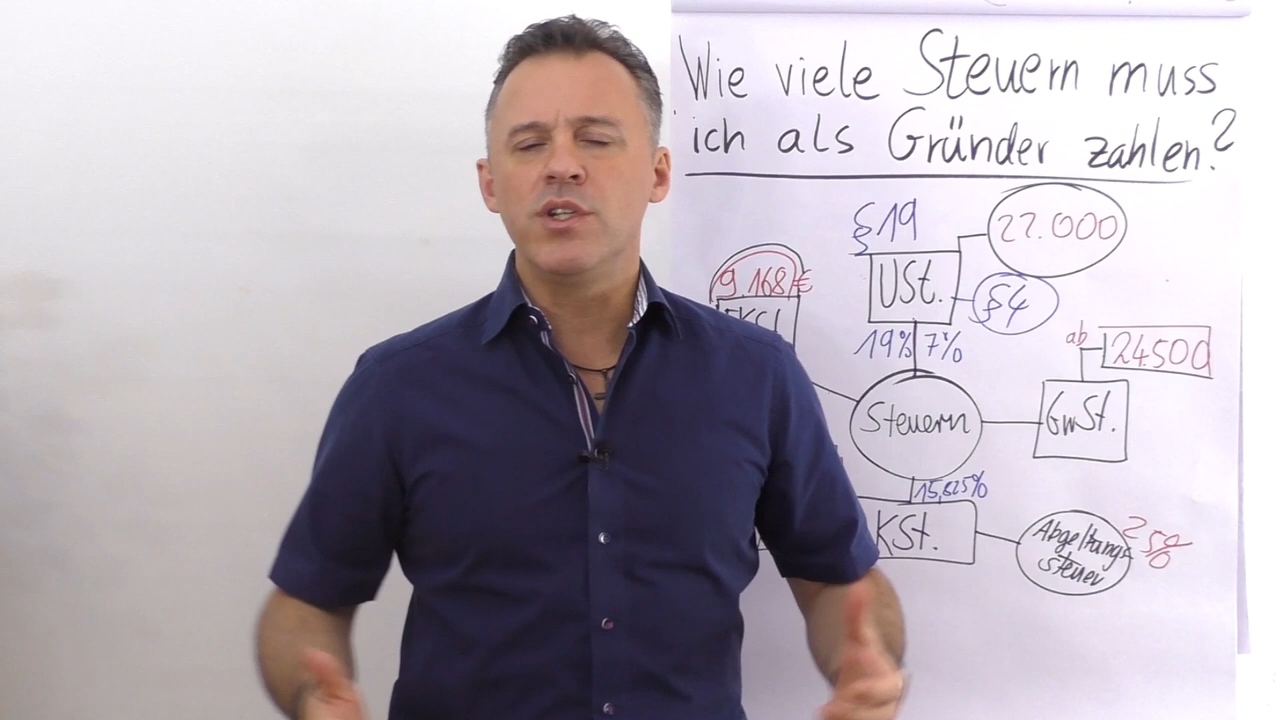 Wie viele Steuern muss
ich als Gründer zahlen?
§19
22.000
9.168€
USt.
§4
19% 7%
ab 24500
Steuern
GwSt.
15,825%
KSt.
Abgeltungs
steuer
25%